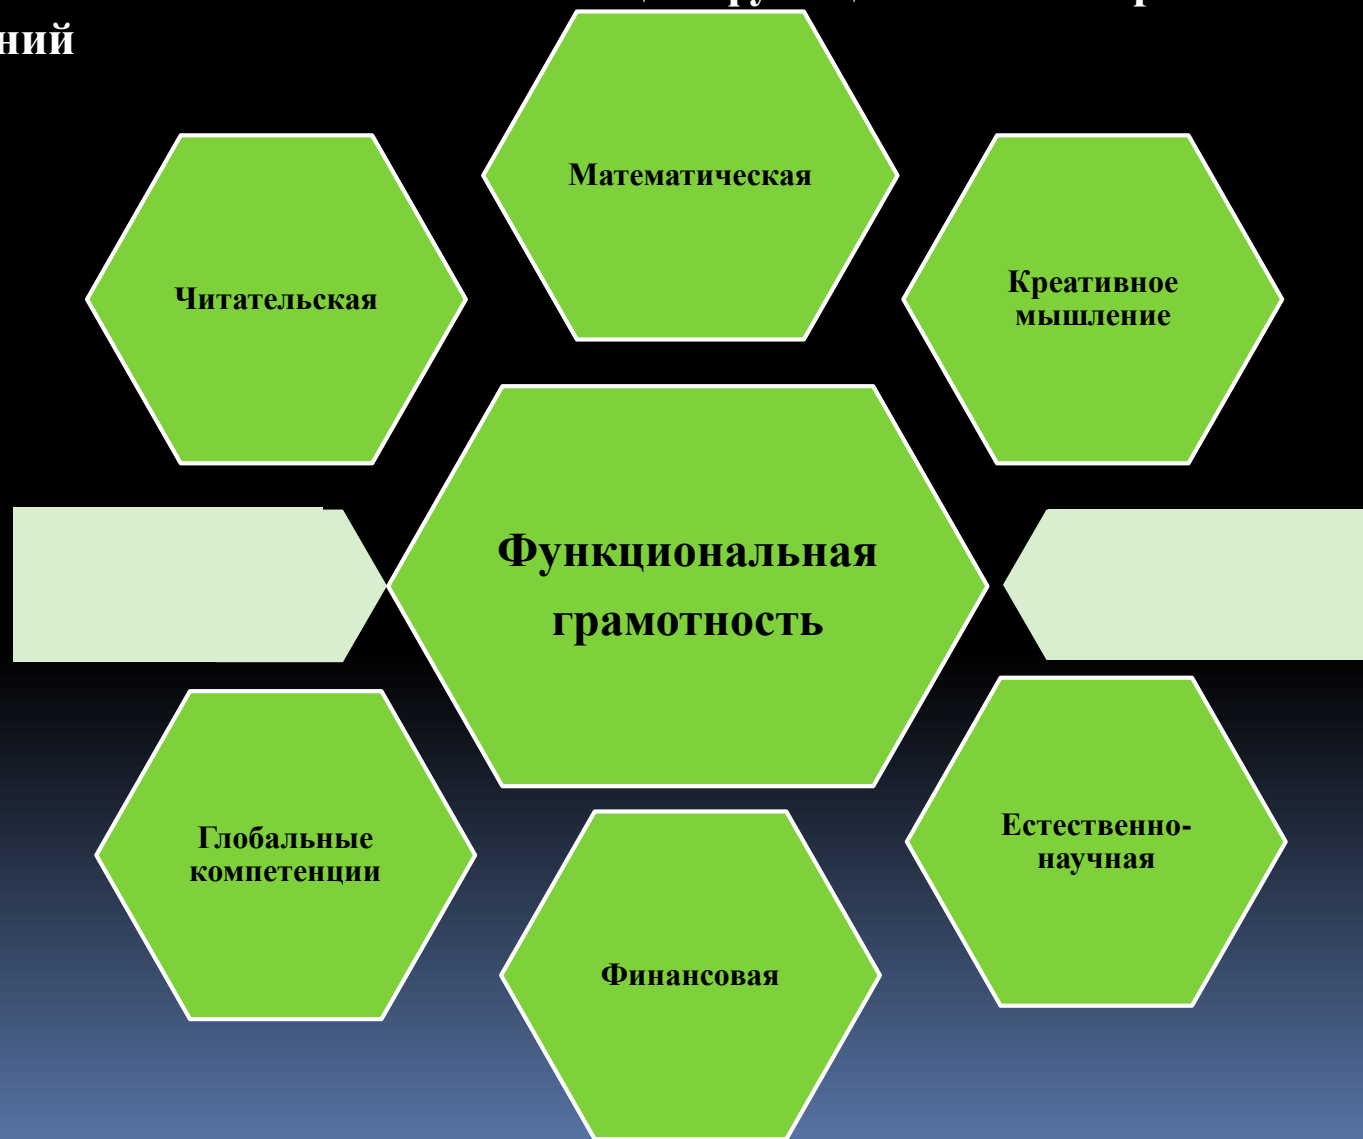 ний
Математическая
Читательская
Креативное
мышление
Функциональная
грамотность
Глобальные
компетенции
Естественно-
научная
Финансовая